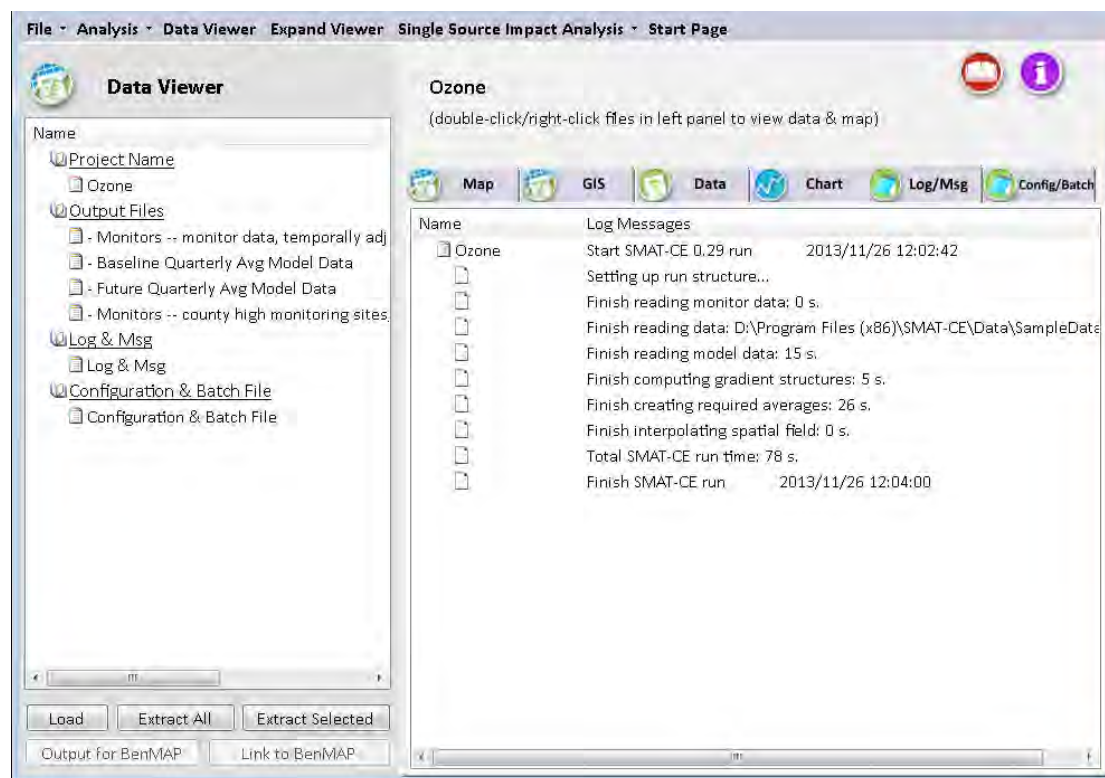 File Analysis Data Viewer Expand Viewer Single Source Impact Analysis Start Page
Data Viewer
Name
Project Name
Ozone
Output Files
- Monitors -- monitor data, temporally adj
- Baseline Quarterly Avg Model Data
- Future Quarterly Avg Model Data
- Monitors -- county high monitoring sites,
Log & Msg
Log & Msg
Configuration & Batch File
Configuration & Batch File
Load Extract All Extract Selected
Output for BenMAP Link to BenMAP
Ozone
(double-click/right-click files in left panel to view data & map)
Map GIS Data Chart Log/Msg Config/Batch
Name Log Messages
Ozone Start SMAT-CE 0.29 run 2013/11/26 12:02:42
Setting up run structure...
Finish reading monitor data: 0 s.
Finish reading data: D:\Program Files (x86)\SMAT-CE\Data\SampleData
Finish reading model data: 15 s.
Finish computing gradient structures: 5 s.
Finish creating required averages: 26 s.
Finish interpolating spatial field: 0 s.
Total SMAT-CE run time: 78 s.
Finish SMAT-CE run 2013/11/26 12:04:00